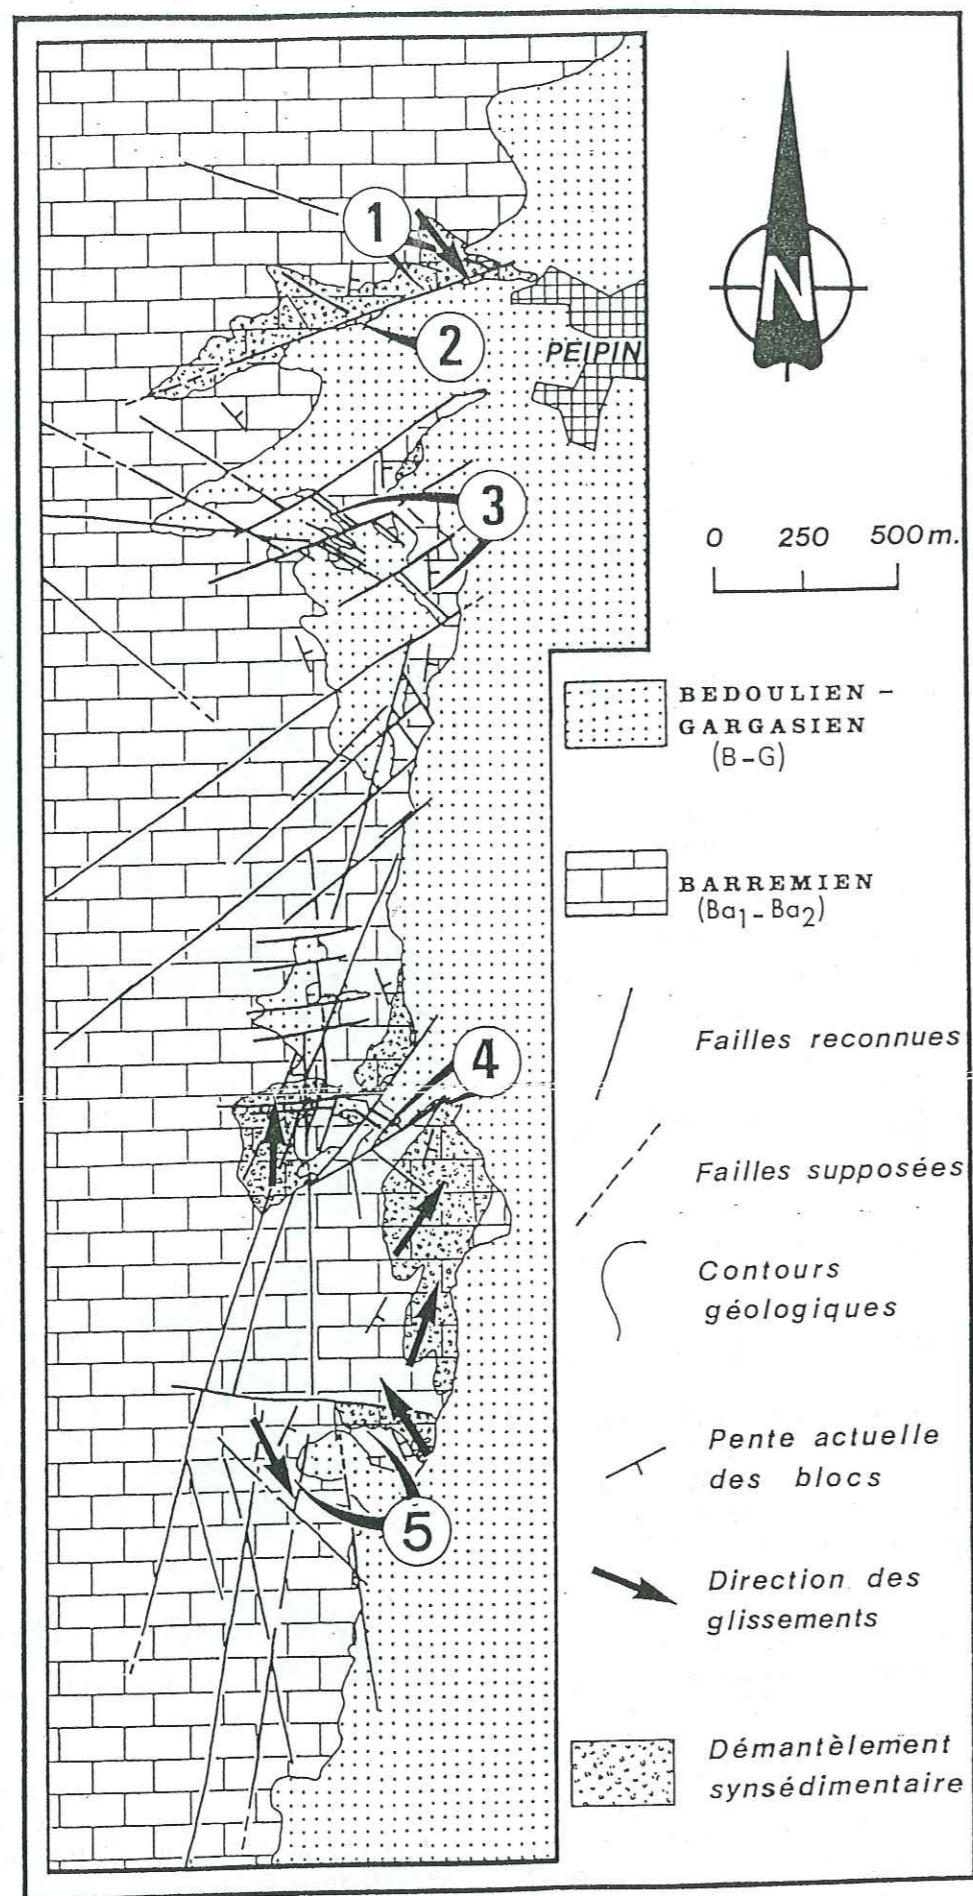 1
2
PEIPIN
3
4
5
N
0 250 500m.
BEDOULIEN -
GARGASIEN
(B-G)
BARREMIEN
(Ba1-Ba2)
Failles reconnues
Failles supposées
Contours
géologiques
Pente actuelle
des blocs
Direction des
glissements
Démantèlement
synsédimentaire